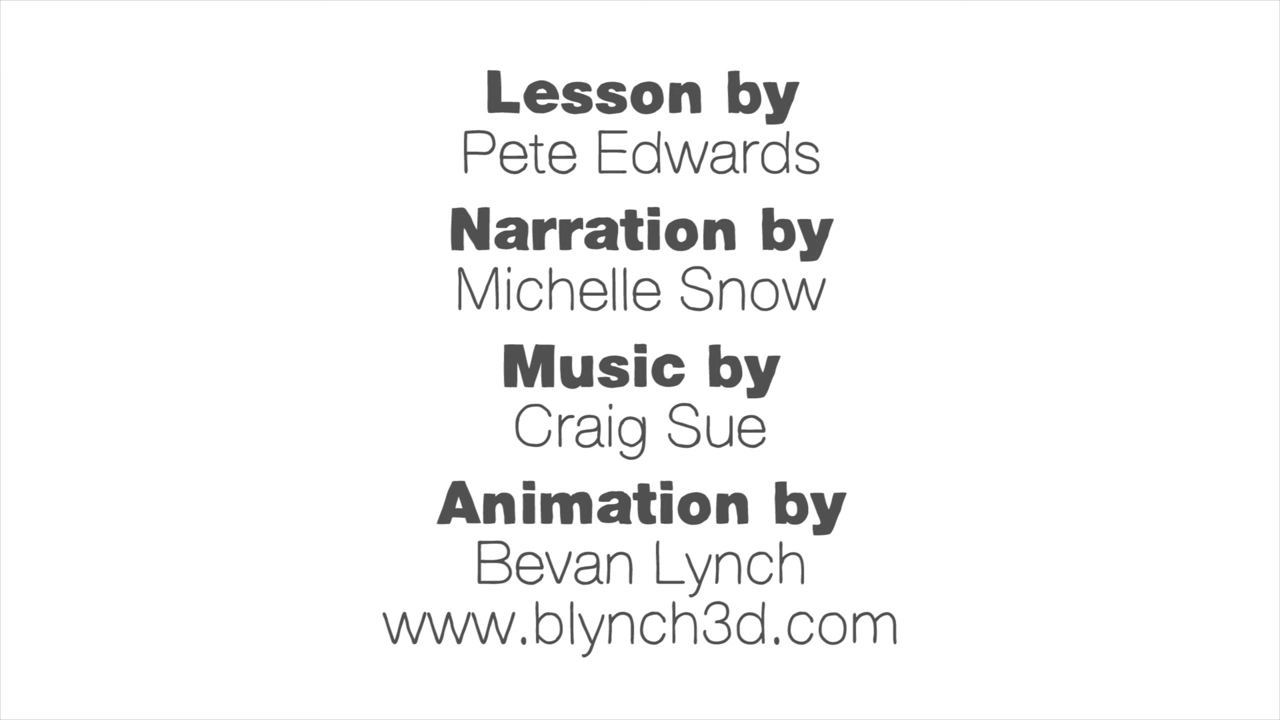 Lesson by
Pete Edwards
Narration by
Michelle Snow
Music by
Craig Sue
Animation by
Bevan Lynch
www.blynch3d.com